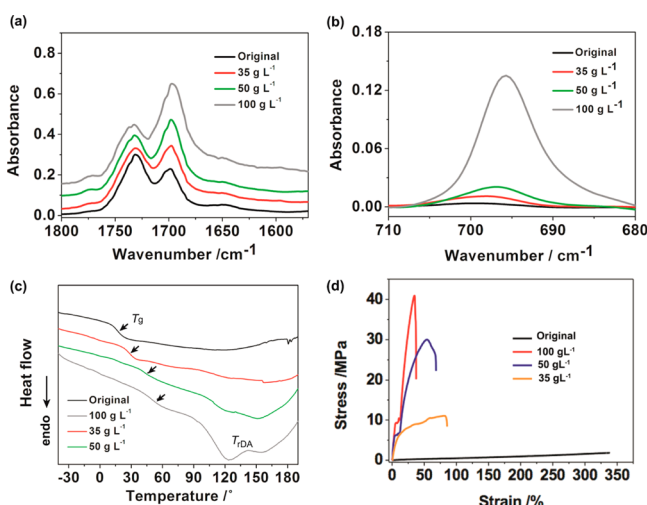 (a)
Absorbance
0.8
0.6
0.4
0.2
0.0
Original
35 g L-1
50 g L-1
100 g L-1
1800 1750 1700 1650 1600
Wavenumber /cm-1
(b)
Absorbance
0.18
0.12
0.06
0.00
Original
35 g L-1
50 g L-1
100 g L-1
710 700 690 680
Wavenumber /cm-1
(c)
Heat flow
endo
Tg
Original
100 g L-1
35 g L-1
50 g L-1
TrDA
-30 0 30 60 90 120 150 180
Temperature /°
(d)
Stress /MPa
40
30
20
10
0
Original
100 gL-1
50 gL-1
35 gL-1
0 50 100 150 200 250 300 350
Strain /%